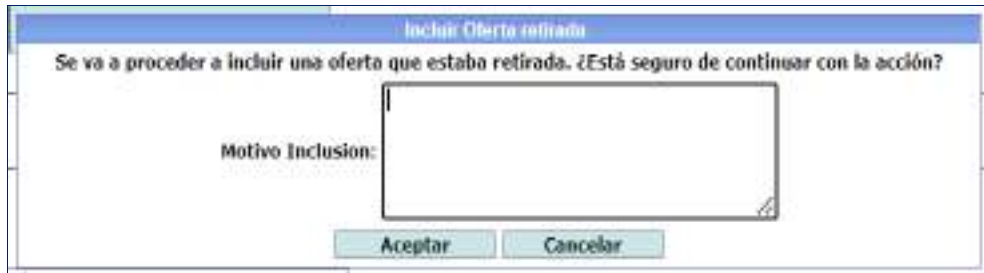 Incluir Oferta retirada
Se va a proceder a incluir una oferta que estaba retirada. ¿Está seguro de continuar con la acción?
Motivo Inclusion:
Aceptar Cancelar